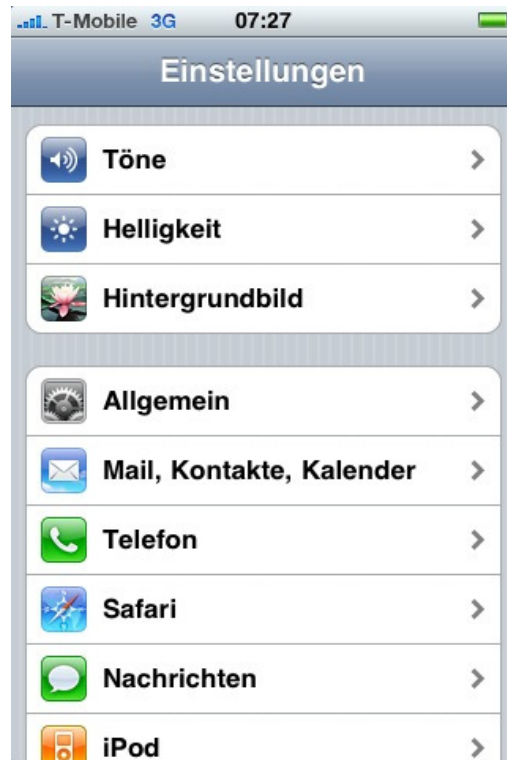 T-Mobile 3G 07:27
Einstellungen
Töne
Helligkeit
Hintergrundbild
Allgemein
Mail, Kontakte, Kalender
Telefon
Safari
Nachrichten
iPod